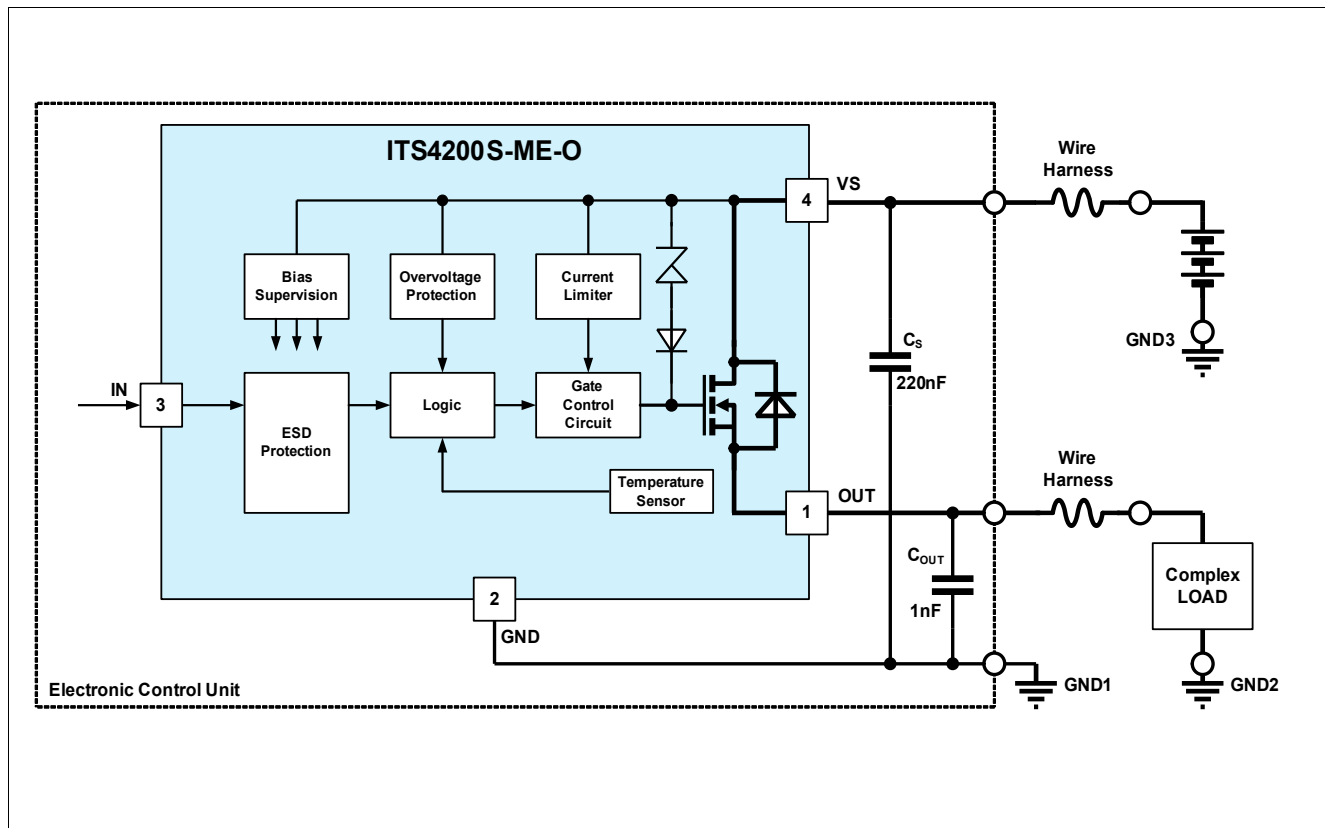 ITS4200S-ME-O
VS
4
Wire
Harness
Bias
Supervision
Overvoltage
Protection
Current
Limiter
GND3
CS
220nF
IN
3
ESD
Protection
Logic
Gate
Control
Circuit
Temperature
Sensor
OUT
1
Wire
Harness
COUT
1nF
Complex
LOAD
2
GND
Electronic Control Unit
GND1
GND2